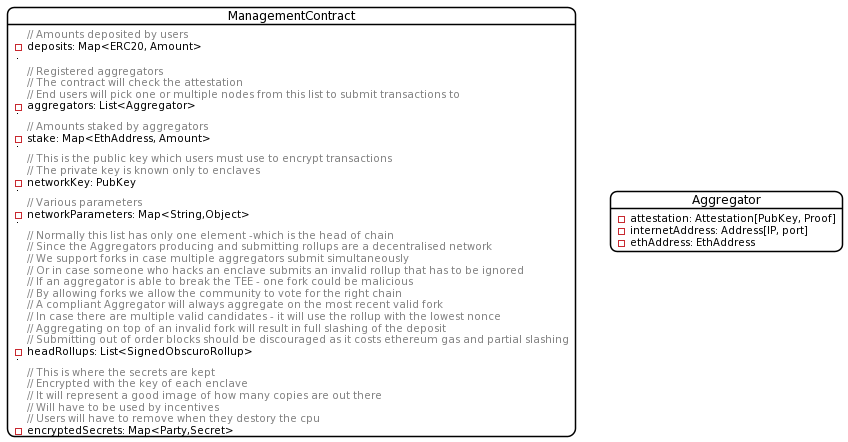 ManagementContract
// Amounts deposited by users
deposits: Map<ERC20, Amount>
// Registered aggregators
// The contract will check the attestation
// End users will pick one or multiple nodes from this list to submit transactions to
aggregators: List<Aggregator>
// Amounts staked by aggregators
stake: Map<EthAddress, Amount>
// This is the public key which users must use to encrypt transactions
// The private key is known only to enclaves
networkKey: PubKey
// Various parameters
networkParameters: Map<String,Object>
// Normally this list has only one element -which is the head of chain
// Since the Aggregators producing and submitting rollups are a decentralised network
// We support forks in case multiple aggregators submit simultaneously
// Or in case someone who hacks an enclave submits an invalid rollup that has to be ignored
// If an aggregator is able to break the TEE - one fork could be malicious
// By allowing forks we allow the community to vote for the right chain
// A compliant Aggregator will always aggregate on the most recent valid fork
// In case there are multiple valid candidates - it will use the rollup with the lowest nonce
// Aggregating on top of an invalid fork will result in full slashing of the deposit
// Submitting out of order blocks should be discouraged as it costs ethereum gas and partial slashing
headRollups: List<SignedObscuroRollup>
// This is where the secrets are kept
// Encrypted with the key of each enclave
// It will represent a good image of how many copies are out there
// Will have to be used by incentives
// Users will have to remove when they destory the cpu
encryptedSecrets: Map<Party,Secret>
Aggregator
attestation: Attestation[PubKey, Proof]
internetAddress: Address[IP, port]
ethAddress: EthAddress